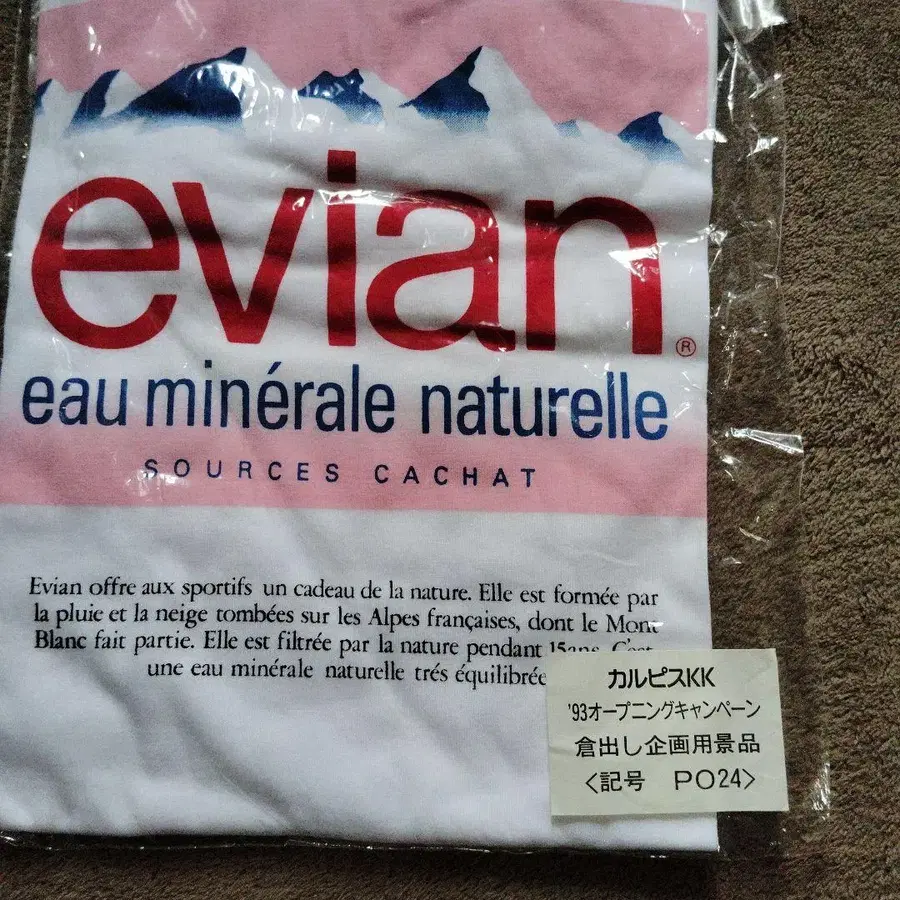 evian®
eau minérale naturelle
SOURCES CACHAT
Evian offre aux sportifs un cadeau de la nature. Elle est formée par
la pluie et la neige tombées sur les Alpes françaises, dont le Mont
Blanc fait partie. Elle est filtrée par la nature pendant 15ans. C'est
une eau minérale naturelle trés équilibrée
カルピスKK
'93オープニングキャンペーン
倉出し企画用景品
〈記号 PO24〉